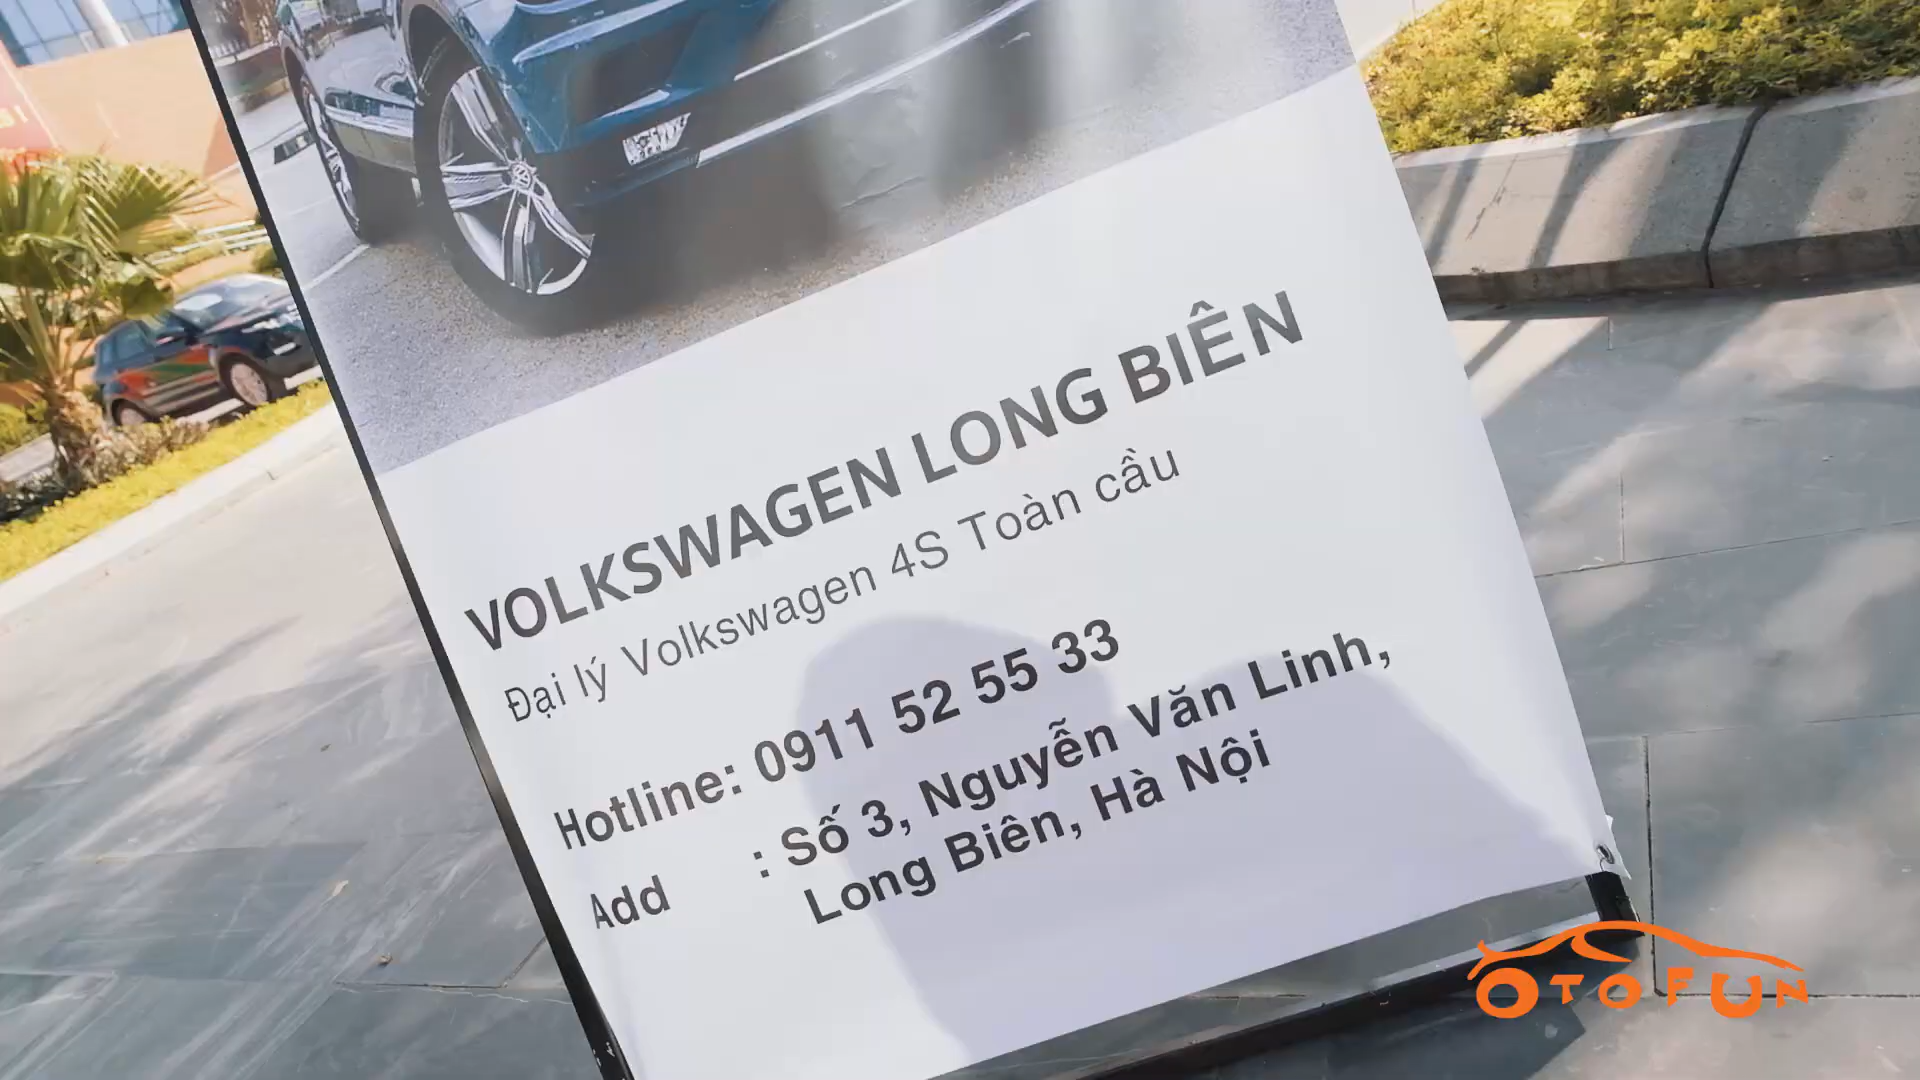 VOLKSWAGEN LONG BIÊN
Đại lý Volkswagen 4S Toàn cầu
Hotline: 0911 52 55 33
Add : Số 3, Nguyễn Văn Linh,
Long Biên, Hà Nội
OTOFUN